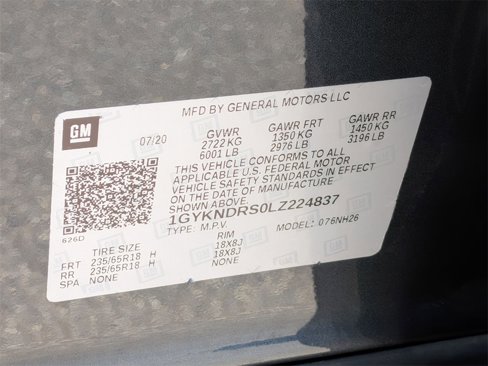 MFD BY GENERAL MOTORS LLC
GM
07/20
GVWR GAWR FRT GAWR RR
2722 KG 1350 KG 1450 KG
6001 LB 2976 LB 3196 LB
THIS VEHICLE CONFORMS TO ALL
APPLICABLE U.S. FEDERAL MOTOR
VEHICLE SAFETY STANDARDS IN EFFECT
ON THE DATE OF MANUFACTURE
SHOWN ABOVE.
1GYKNDRS0LZ224837
TYPE: M.P.V. MODEL: 076NH26
626D
TIRE SIZE RIM
FRT 235/65R18 H 18X8J
RR 235/65R18 H 18X8J
SPA NONE NONE